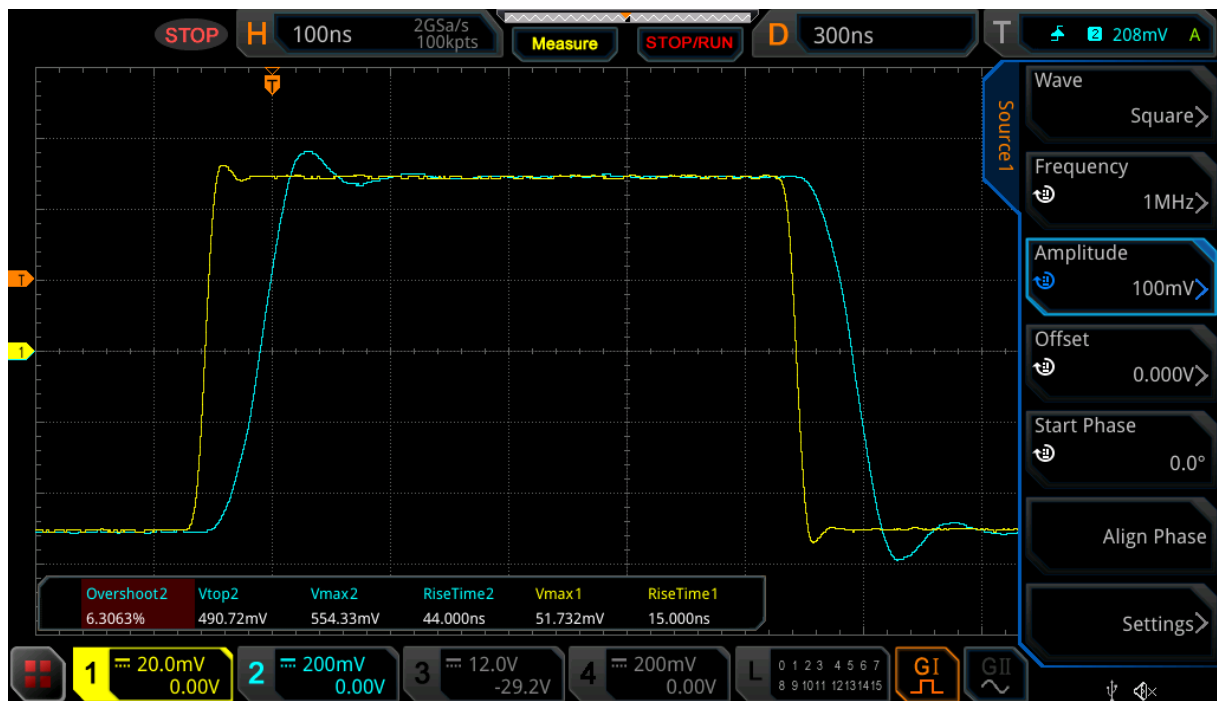 STOP
H 100ns 2GSa/s
100kpts
Measure
STOP/RUN
D 300ns
T 2 208mV A
T
T
1
Source1
Wave
Square
Frequency
1MHz
Amplitude
100mV
Offset
0.000V
Start Phase
0.0°
Align Phase
Settings
Overshoot2 Vtop2 Vmax2 RiseTime2 Vmax1 RiseTime1
6.3063% 490.72mV 554.33mV 44.000ns 51.732mV 15.000ns
1 20.0mV
0.00V
2 200mV
0.00V
3 12.0V
-29.2V
4 200mV
0.00V
L 0 1 2 3 4 5 6 7
8 9 10 11 12 13 14 15
GI
GII